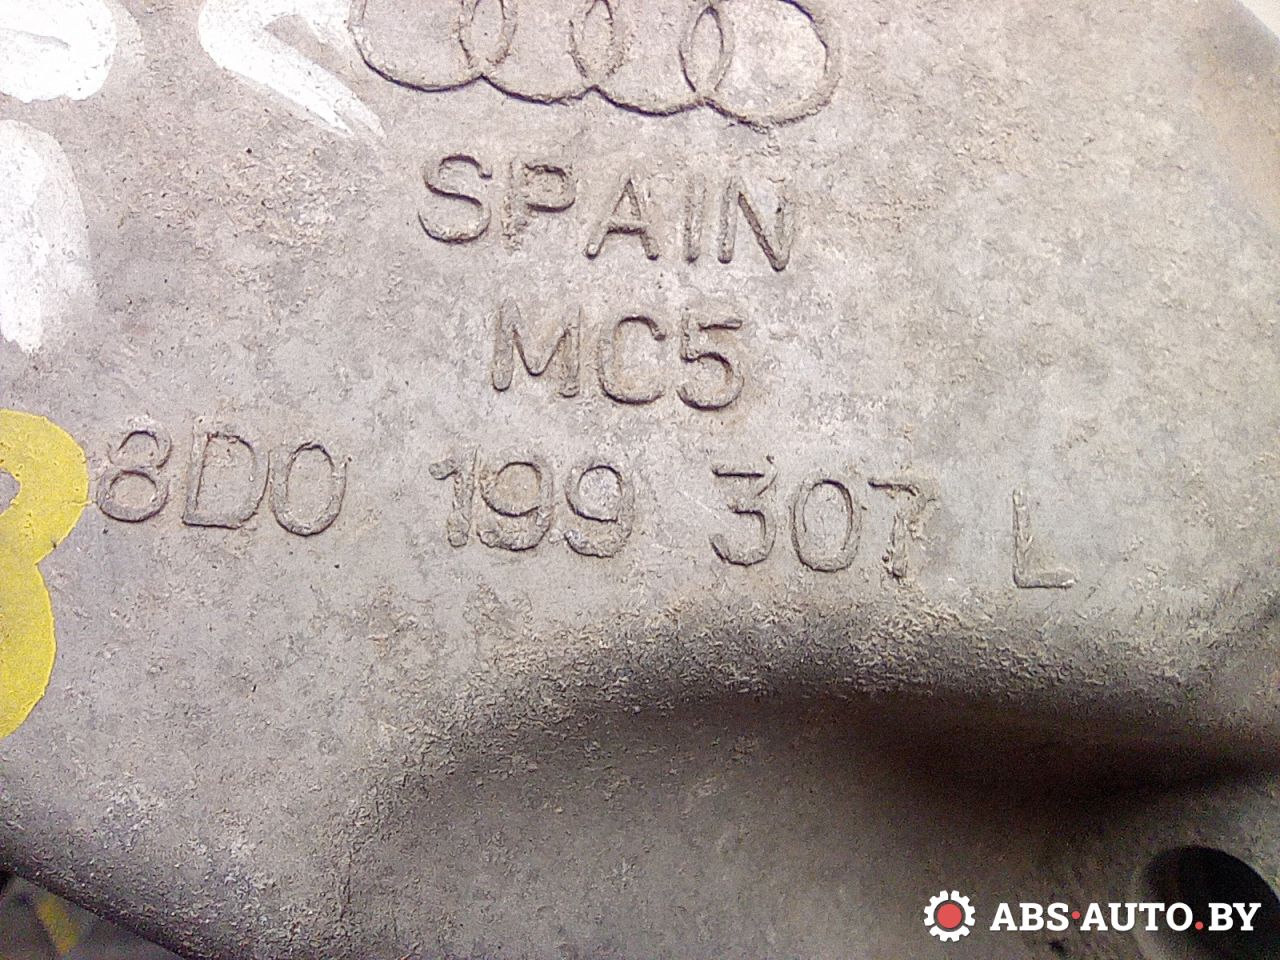 SPAIN
MC5
8D0 199 307 L
ABS·AUTO.BY